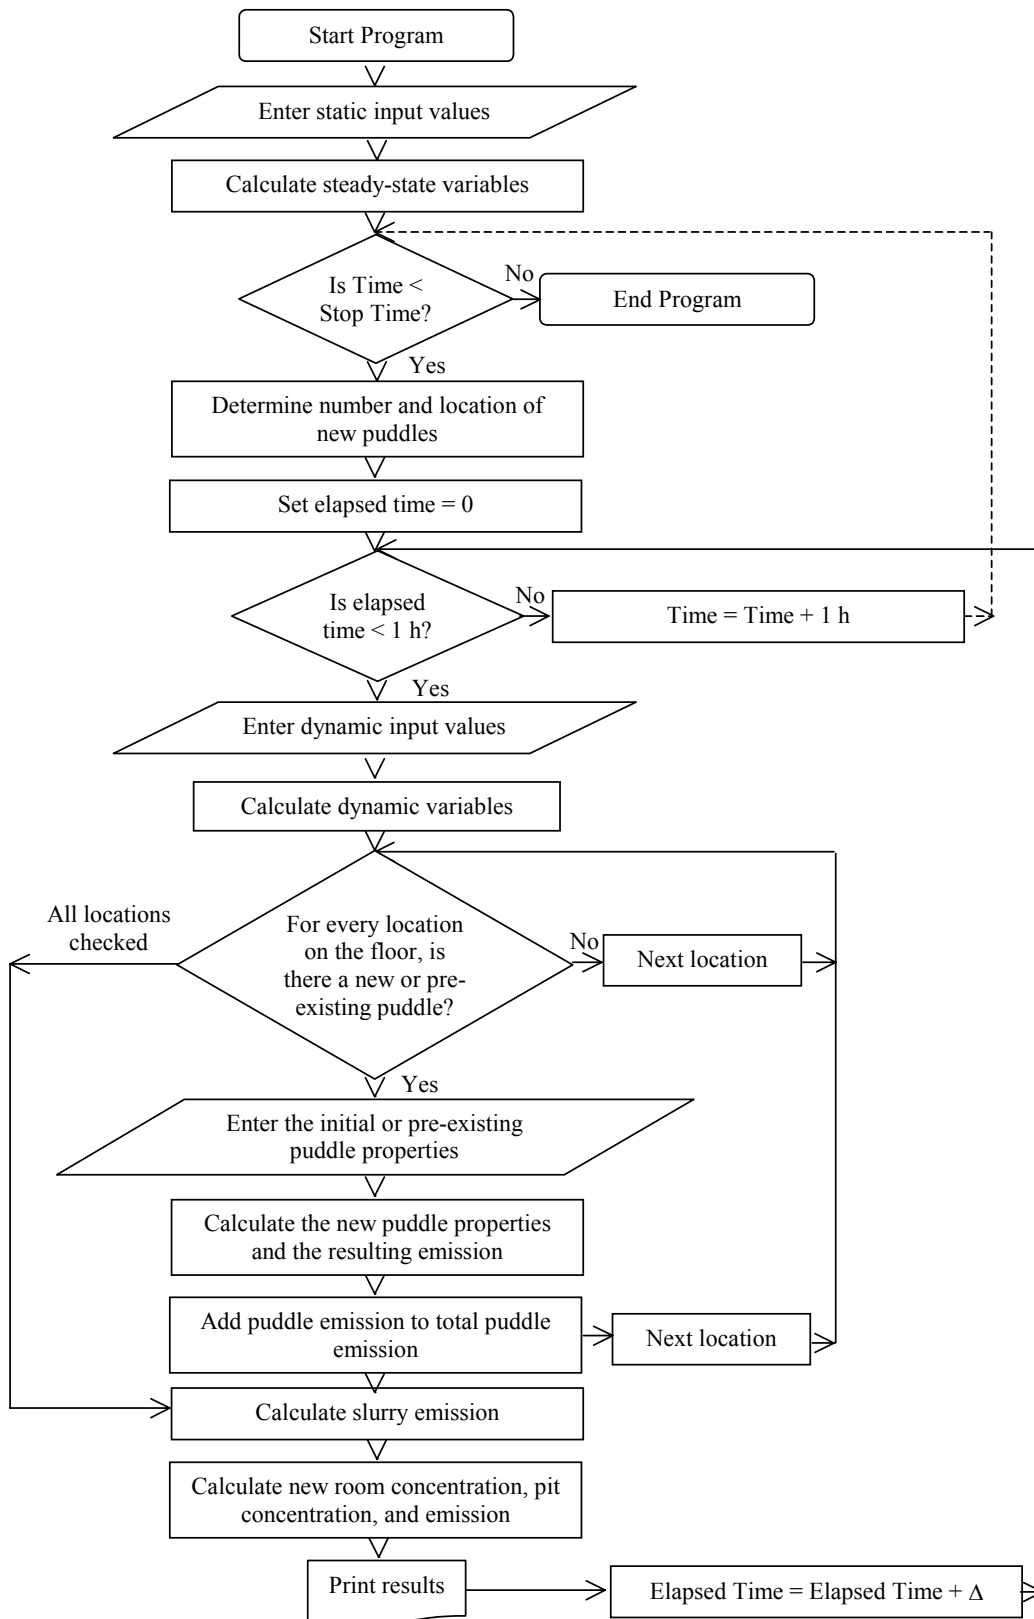 Start Program
Enter static input values
Calculate steady-state variables
Is Time <
Stop Time?
No
End Program
Yes
Determine number and location of
new puddles
Set elapsed time = 0
Is elapsed
time < 1 h?
No
Time = Time + 1 h
Yes
Enter dynamic input values
Calculate dynamic variables
All locations
checked
For every location
on the floor, is
there a new or pre-
existing puddle?
No
Next location
Yes
Enter the initial or pre-existing
puddle properties
Calculate the new puddle properties
and the resulting emission
Add puddle emission to total puddle
emission
Next location
Calculate slurry emission
Calculate new room concentration, pit
concentration, and emission
Print results
Elapsed Time = Elapsed Time + Δ